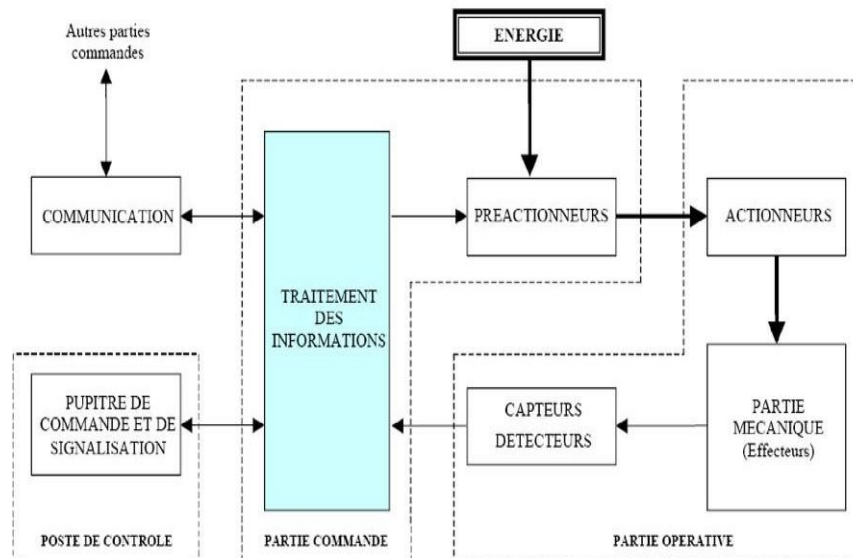 Autres parties
commandes
ENERGIE
COMMUNICATION
PREACTIONNEURS
ACTIONNEURS
TRAITEMENT
DES
INFORMATIONS
PUPITRE DE
COMMANDE ET DE
SIGNALISATION
CAPTEURS
DETECTEURS
PARTIE
MECANIQUE
(Effecteurs)
POSTE DE CONTROLE
PARTIE COMMANDE
PARTIE OPERATIVE